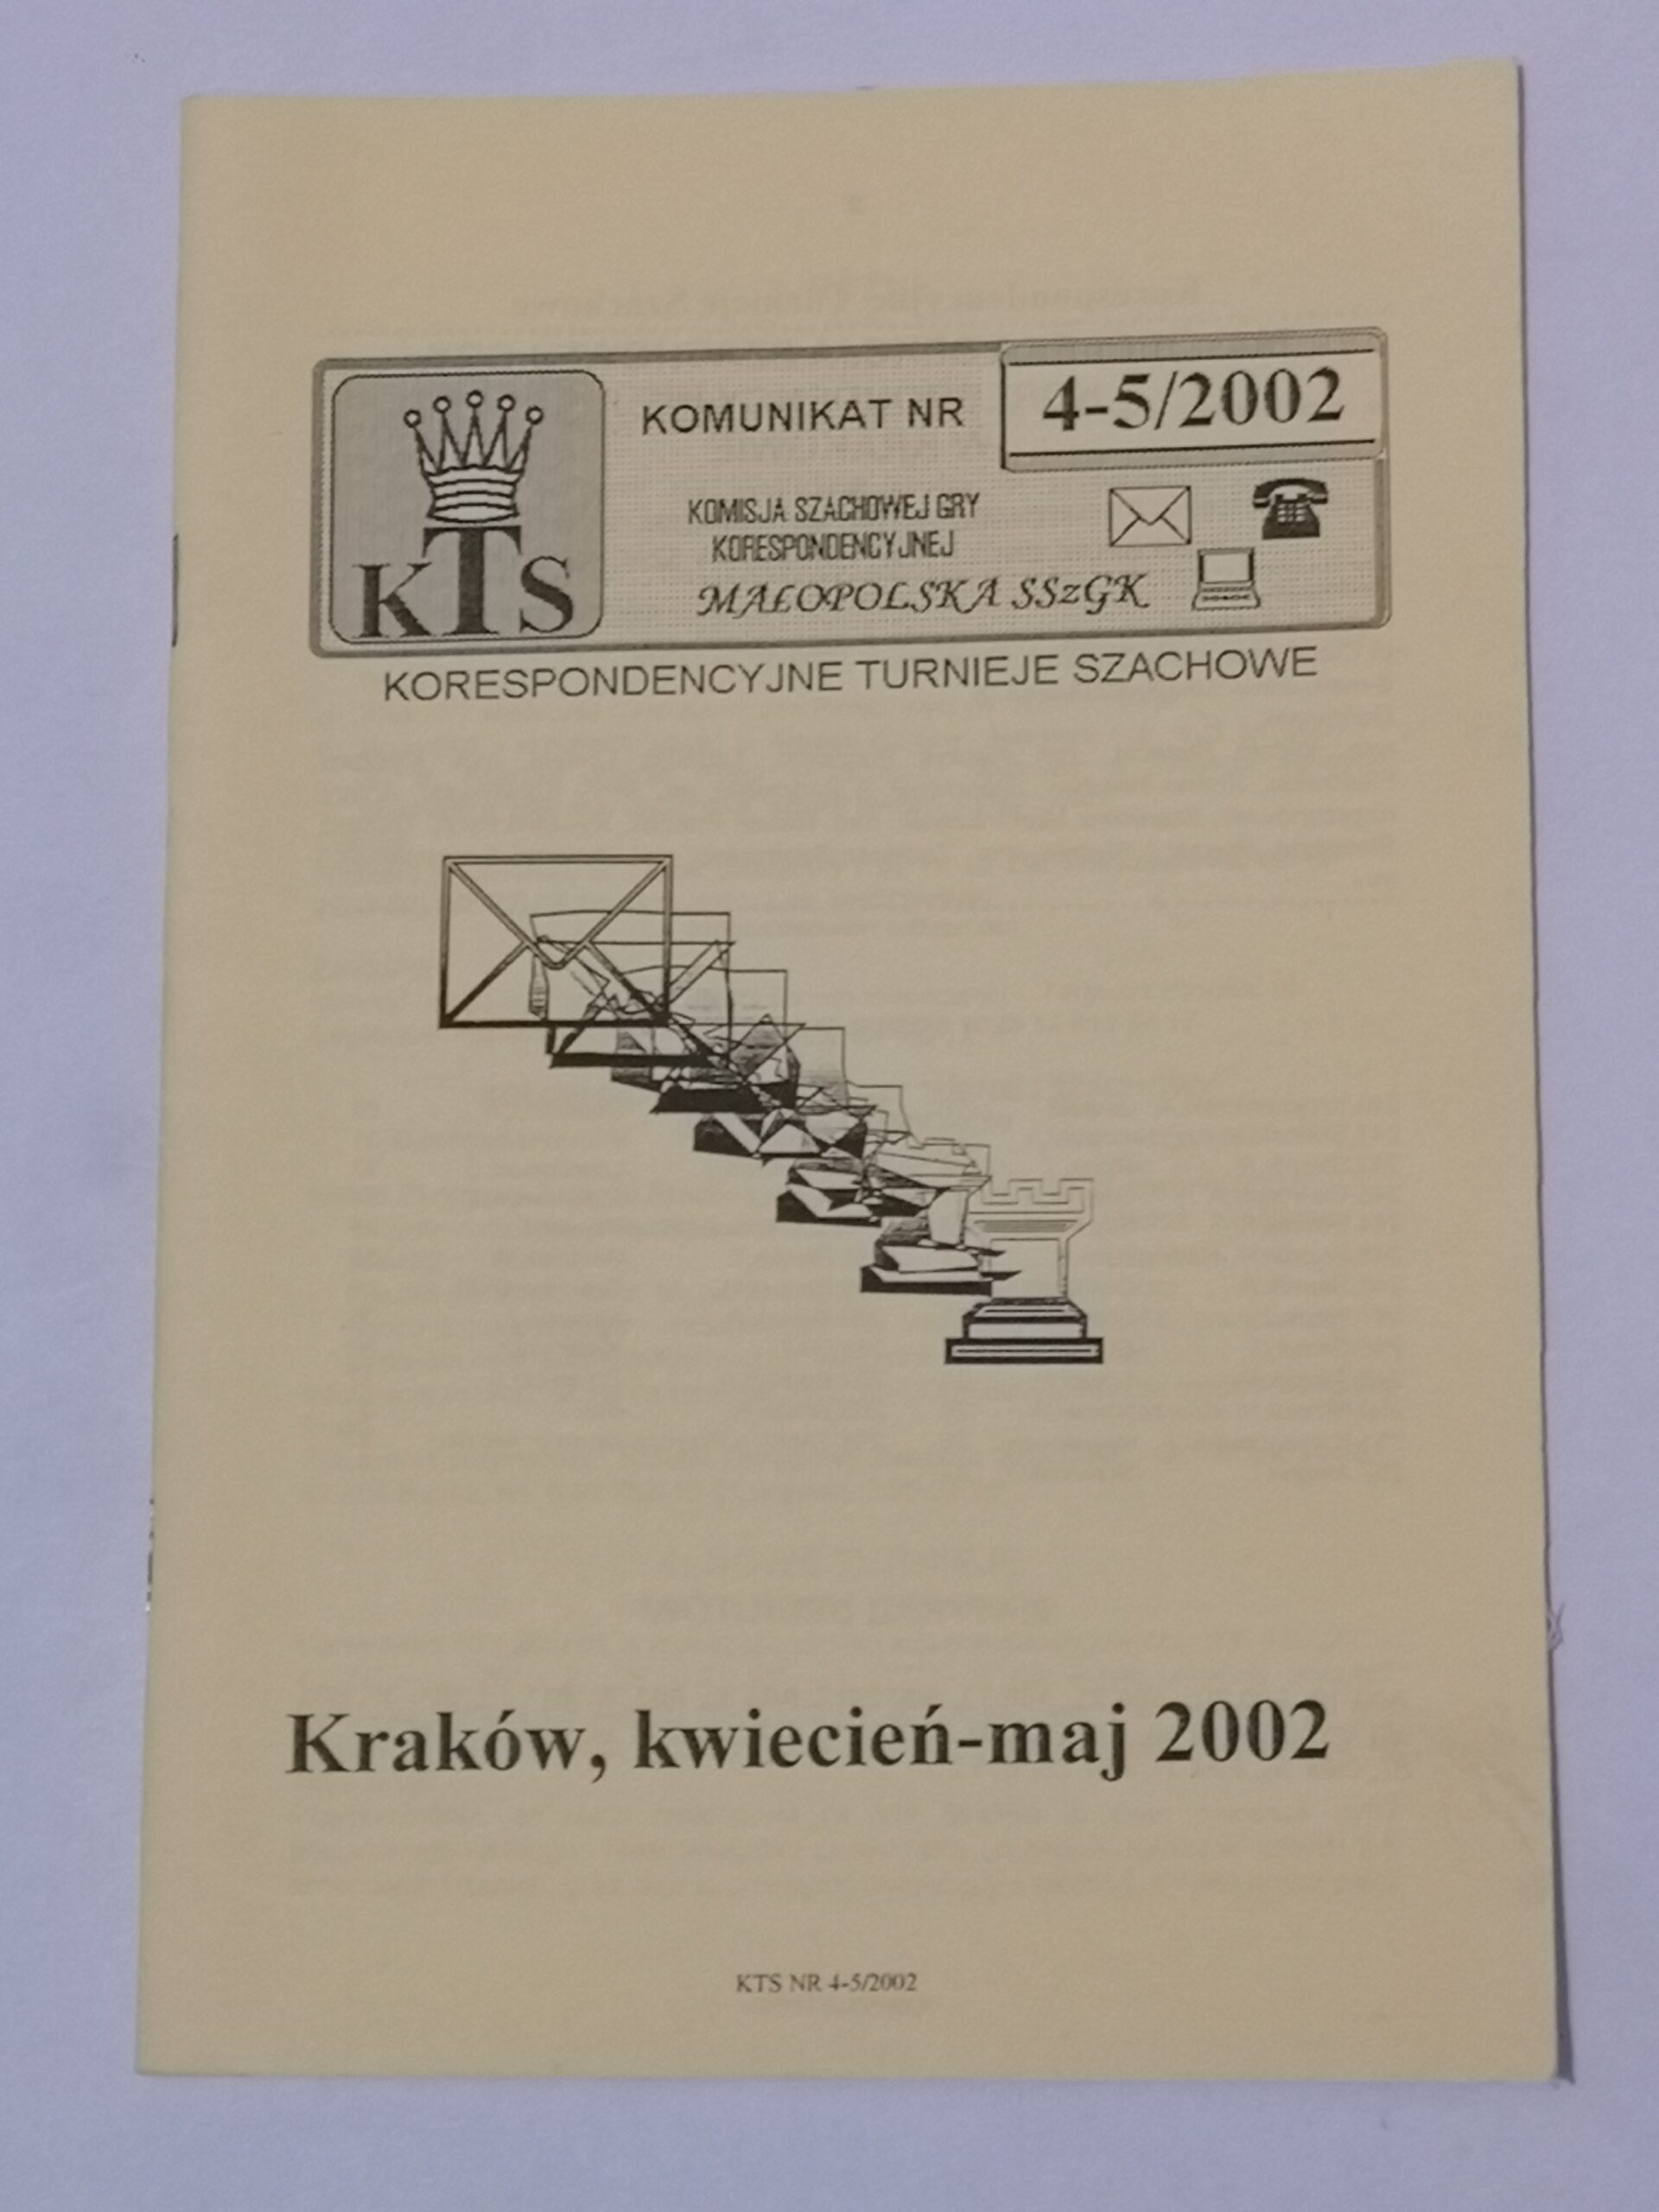 KTS
KOMUNIKAT NR
4-5/2002
KOMISJA SZACHOWEJ GRY
KORESPONDENCYJNEJ
MAŁOPOLSKA SSzGK
KORESPONDENCYJNE TURNIEJE SZACHOWE
Kraków, kwiecień-maj 2002
KTS NR 4-5/2002